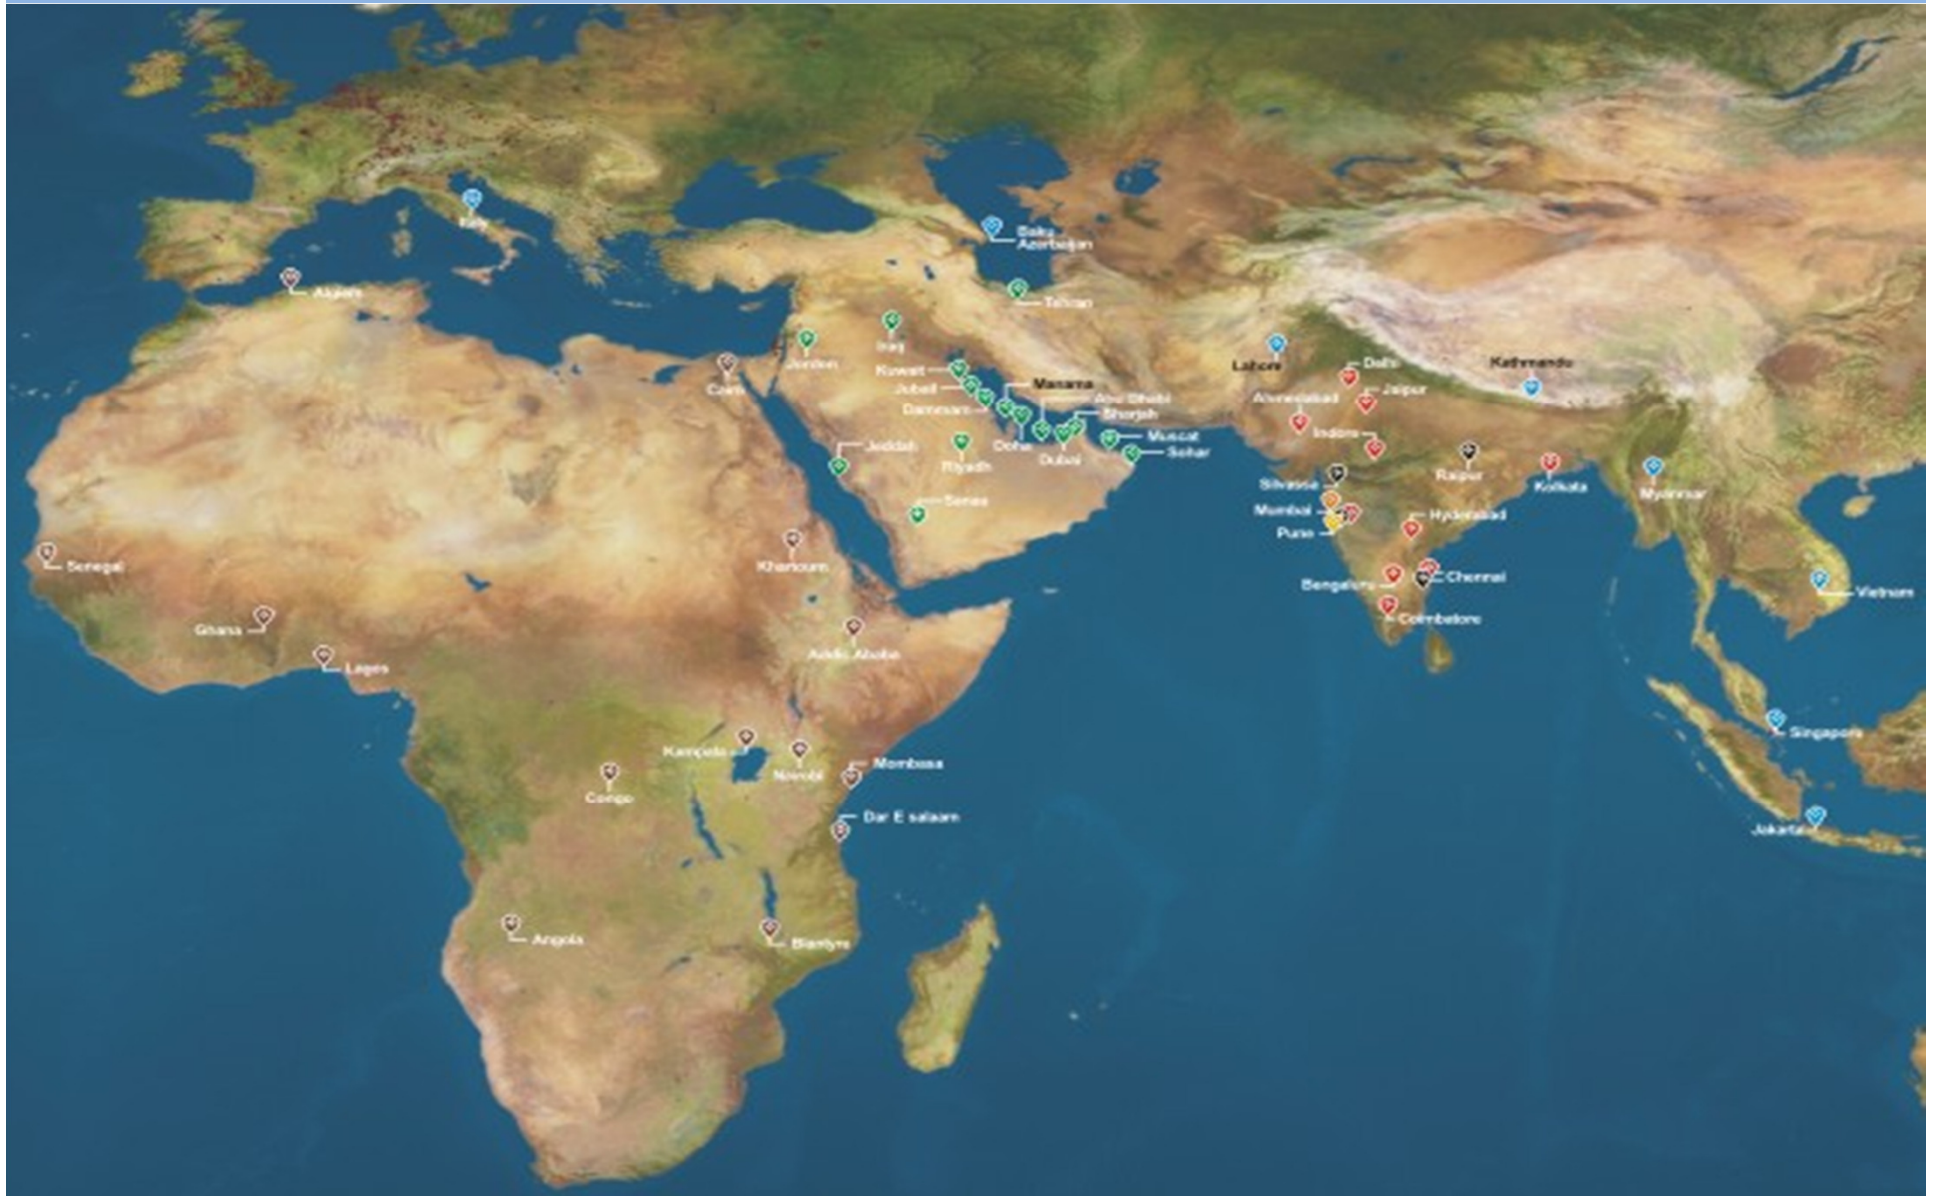 Italy
Baku
Azerbaijan
Algiers
Tehran
Jordan
Iraq
Cairo
Kuwait
Jubail
Manama
Dammam
Abu Dhabi
Sharjah
Lahore
Delhi
Kathmandu
Ahmedabad
Jaipur
Jeddah
Riyadh
Doha
Dubai
Muscat
Sohar
Indore
Raipur
Kolkata
Myanmar
Silvassa
Sanaa
Mumbai
Hyderabad
Pune
Senegal
Khartoum
Bengaluru
Chennai
Vietnam
Coimbatore
Ghana
Lagos
Addis Ababa
Singapore
Kampala
Nairobi
Mombasa
Congo
Dar E salaam
Jakarta
Angola
Blantyre